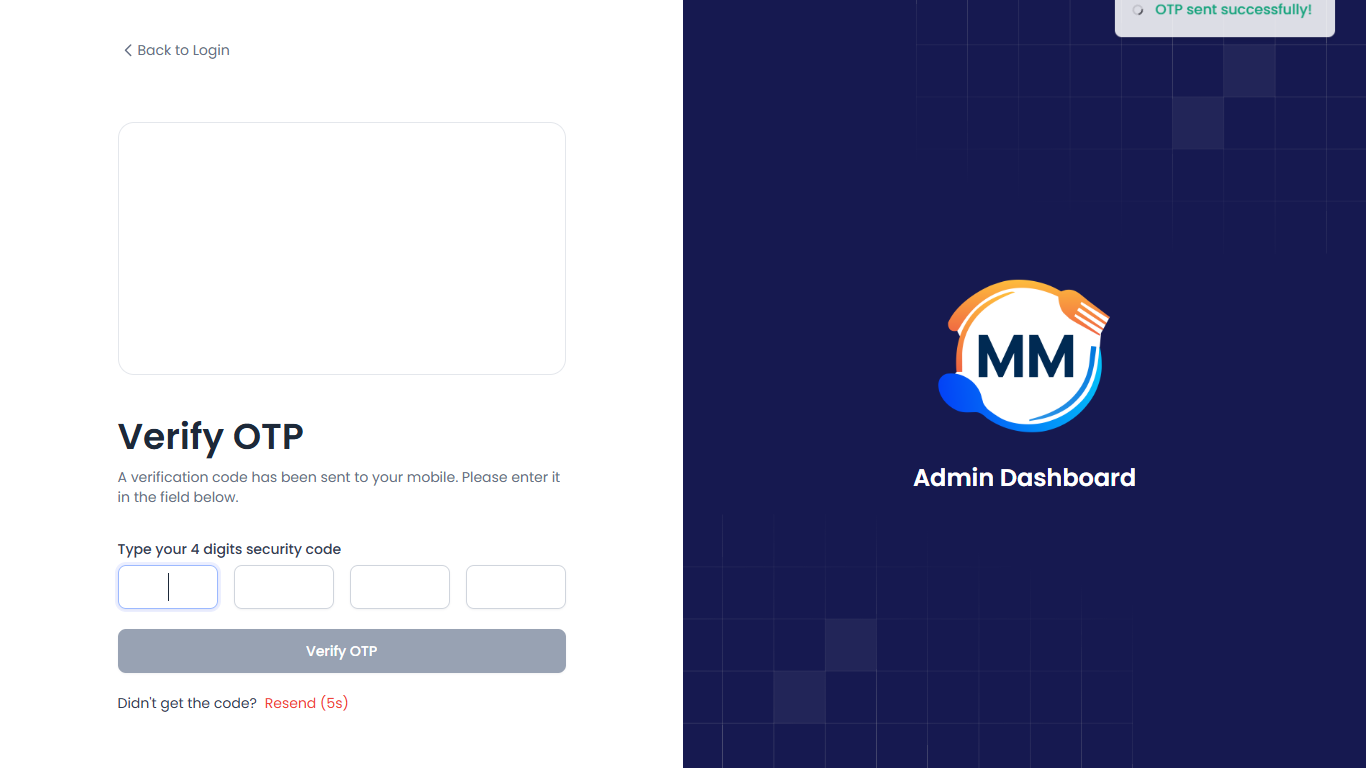 Back to Login
OTP sent successfully!
Verify OTP
A verification code has been sent to your mobile. Please enter it
in the field below.
Type your 4 digits security code
Verify OTP
Didn't get the code? Resend (5s)
MM
Admin Dashboard